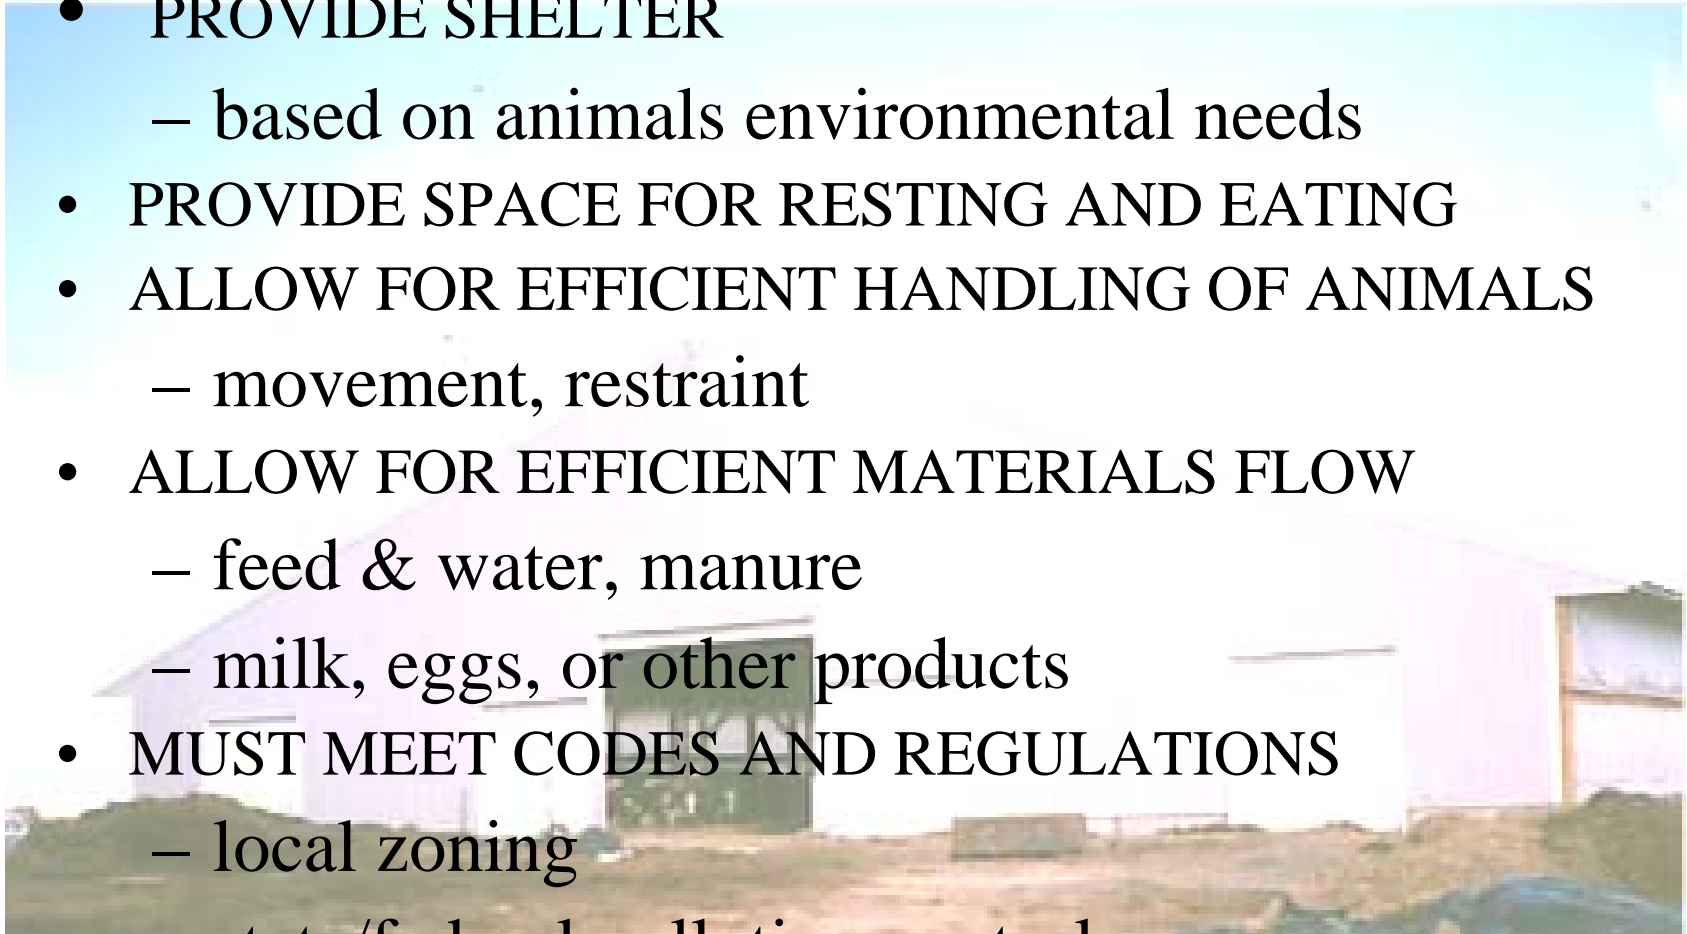 • PROVIDE SHELTER
– based on animals environmental needs
• PROVIDE SPACE FOR RESTING AND EATING
• ALLOW FOR EFFICIENT HANDLING OF ANIMALS
– movement, restraint
• ALLOW FOR EFFICIENT MATERIALS FLOW
– feed & water, manure
– milk, eggs, or other products
• MUST MEET CODES AND REGULATIONS
– local zoning